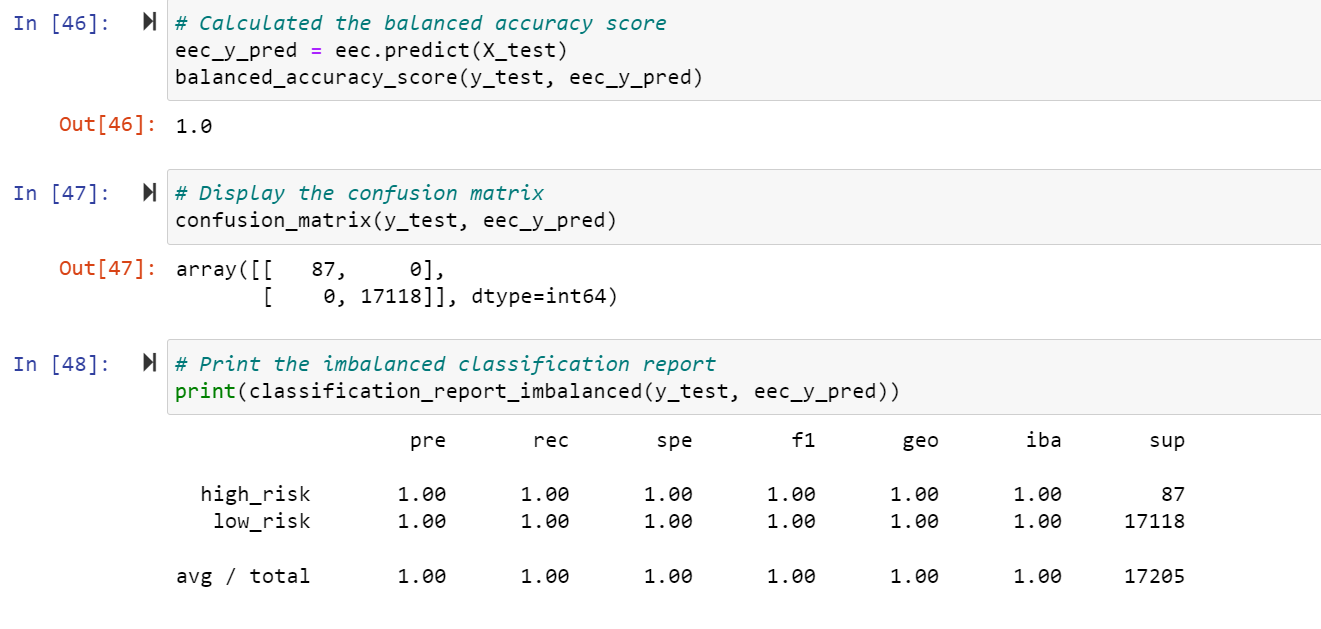 In [46]: # Calculated the balanced accuracy score
eec_y_pred = eec.predict(X_test)
balanced_accuracy_score(y_test, eec_y_pred)
Out[46]: 1.0
In [47]: # Display the confusion matrix
confusion_matrix(y_test, eec_y_pred)
Out[47]: array([[   87,     0],
       [    0, 17118]], dtype=int64)
In [48]: # Print the imbalanced classification report
print(classification_report_imbalanced(y_test, eec_y_pred))
pre rec spe f1 geo iba sup
high_risk 1.00 1.00 1.00 1.00 1.00 1.00 87
low_risk 1.00 1.00 1.00 1.00 1.00 1.00 17118
avg / total 1.00 1.00 1.00 1.00 1.00 1.00 17205